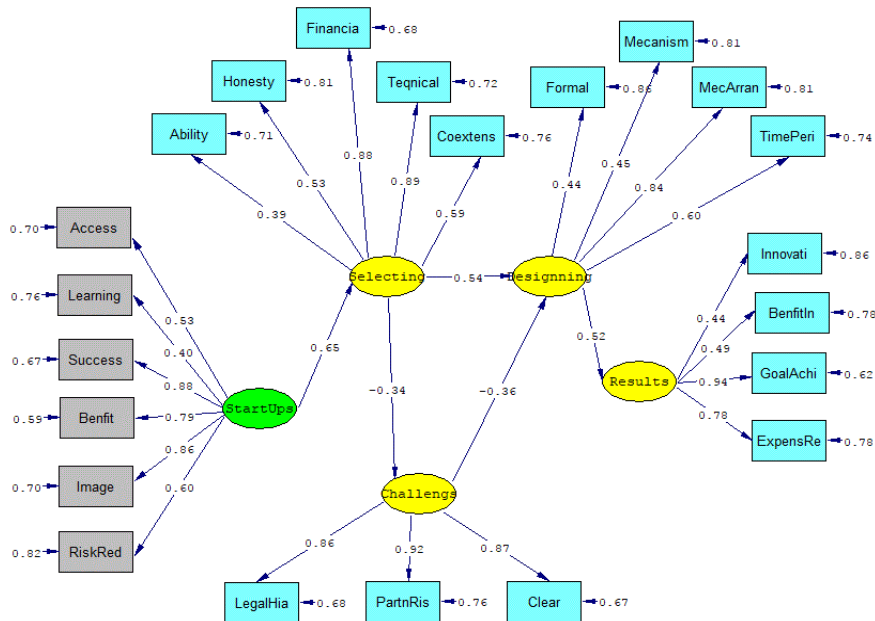 Financia
0.68
Mecanism
0.81
Honesty
0.81
Teqnical
0.72
Formal
0.86
MecArran
0.81
Ability
0.71
Coextens
0.76
TimePeri
0.74
0.88
0.53
0.89
0.39
0.59
0.44
0.45
0.84
0.60
0.70
Access
Learning
0.76
Success
0.67
Benfit
0.59
Image
0.70
RiskRed
0.82
0.53
0.40
0.88
0.79
0.86
0.60
StartUps
0.65
Selecting
0.54
Designning
-0.34
-0.36
0.52
Results
Innovati
0.86
BenfitIn
0.78
GoalAchi
0.62
ExpensRe
0.78
0.44
0.49
0.94
0.78
Challengs
0.86
0.92
0.87
LegalHia
0.68
PartnRis
0.76
Clear
0.67